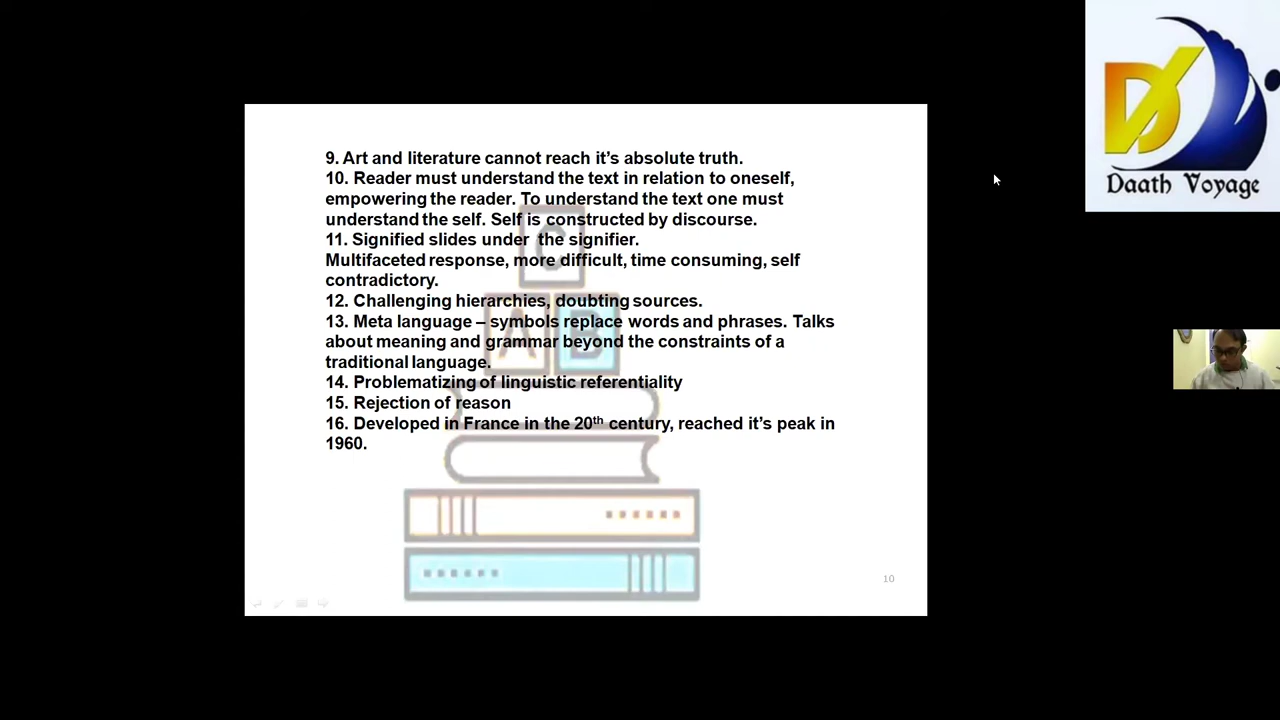 9. Art and literature cannot reach it's absolute truth.
10. Reader must understand the text in relation to oneself,
empowering the reader. To understand the text one must
understand the self. Self is constructed by discourse.
11. Signified slides under  the signifier.
Multifaceted response, more difficult, time consuming, self
contradictory.
12. Challenging hierarchies, doubting sources.
13. Meta language – symbols replace words and phrases. Talks
about meaning and grammar beyond the constraints of a
traditional language.
14. Problematizing of linguistic referentiality
15. Rejection of reason
16. Developed in France in the 20th century, reached it's peak in
1960.
C
A B
10
D
Daath Voyage